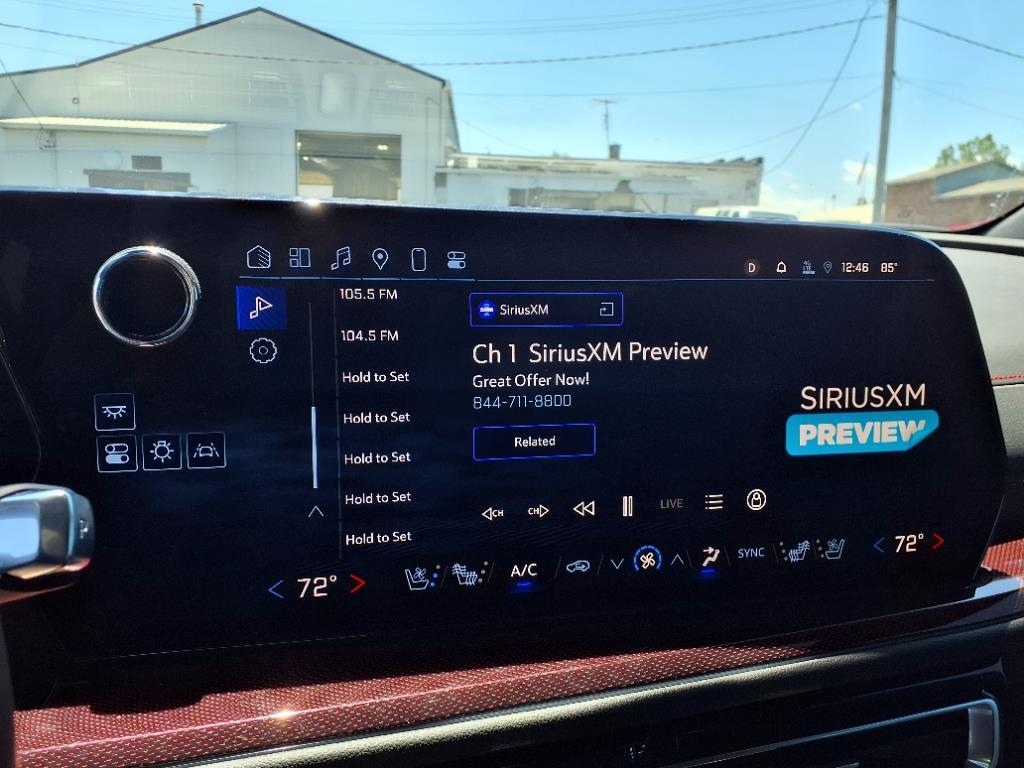 D
4G
LTE
12:46
85°
105.5 FM
104.5 FM
Hold to Set
Hold to Set
Hold to Set
Hold to Set
Hold to Set
SiriusXM
Ch 1 SiriusXM Preview
Great Offer Now!
844-711-8800
Related
SIRIUSXM
PREVIEW
CH
CH
LIVE
72°
A/C
SYNC
72°